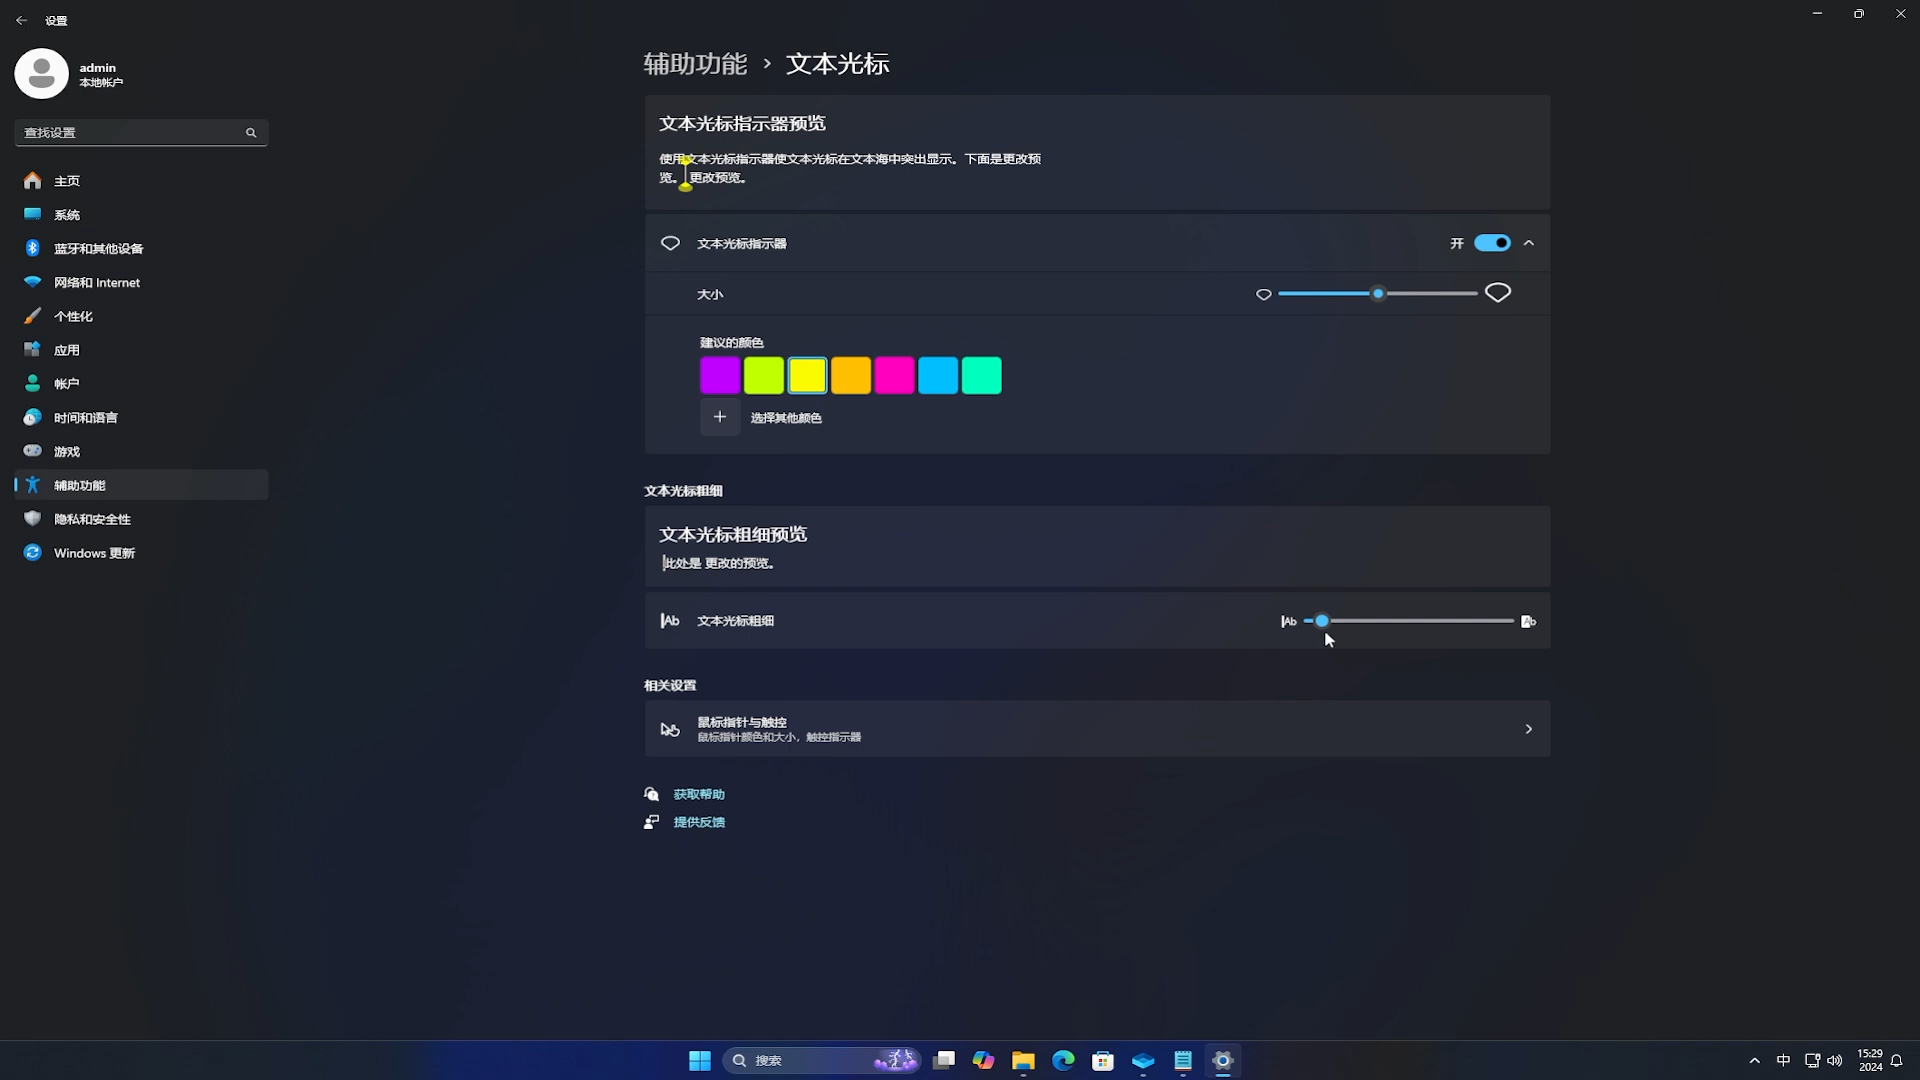 设置
admin
本地帐户
查找设置
主页
系统
蓝牙和其他设备
网络和 Internet
个性化
应用
帐户
时间和语言
游戏
辅助功能
隐私和安全性
Windows 更新
辅助功能 › 文本光标
文本光标指示器预览
使用文本光标指示器使文本光标在文本海中突出显示。下面是更改预
览。 更改预览。
文本光标指示器
开
大小
建议的颜色
+ 选择其他颜色
文本光标粗细
文本光标粗细预览
此处是 更改的预览。
Ab 文本光标粗细 Ab Ab
相关设置
鼠标指针与触控
鼠标指针颜色和大小，触控指示器
获取帮助
提供反馈
搜索
中
15:29
2024